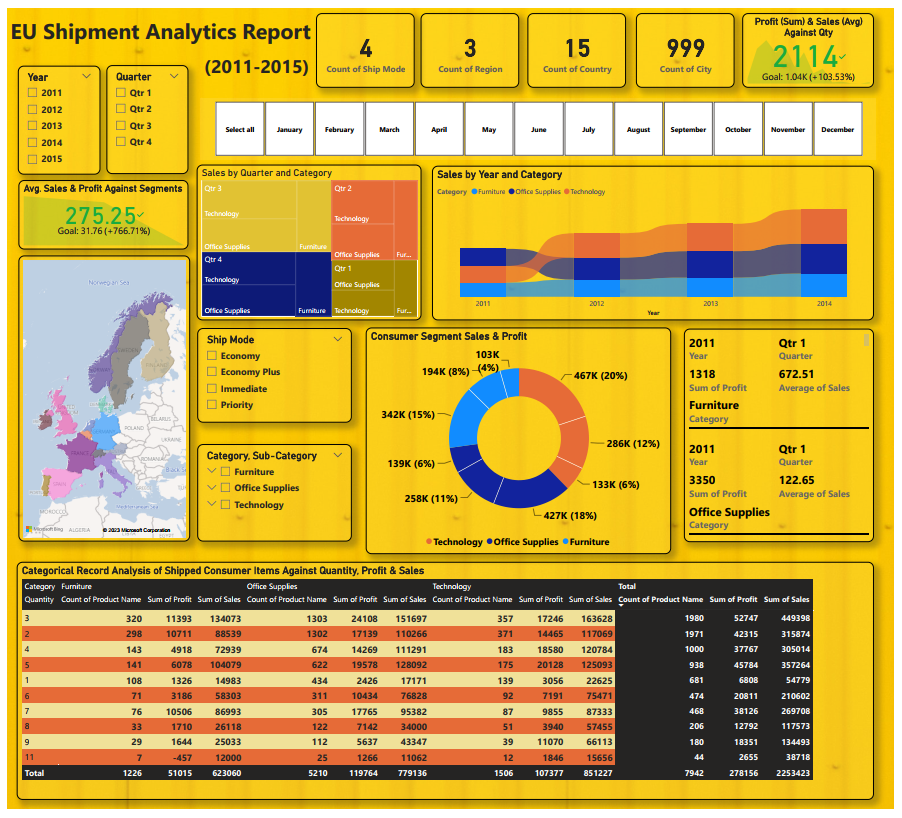 EU Shipment Analytics Report
(2011-2015)
4
Count of Ship Mode
3
Count of Region
15
Count of Country
999
Count of City
Profit (Sum) & Sales (Avg)
Against Qty
2114
Goal: 1.04K (+103.53%)
Year
2011
2012
2013
2014
2015
Quarter
Qtr 1
Qtr 2
Qtr 3
Qtr 4
Select all January February March April May June July August September October November December
Avg. Sales & Profit Against Segments
275.25
Goal: 31.76 (+766.71%)
Sales by Quarter and Category
Qtr 3
Technology
Office Supplies
Furniture
Qtr 2
Technology
Office Supplies
Fur...
Qtr 4
Technology
Office Supplies
Furniture
Qtr 1
Office Supplies
Technology
Fur...
Sales by Year and Category
Category Furniture Office Supplies Technology
2011 2012 2013 2014
Year
Norwegian Sea
POLAND
BELARUS
UKRAINE
FRANCE
ROMANIA
MOROCCO
ALGERIA
LIBYA
EGYPT
Microsoft Bing
© 2023 Microsoft Corporation
Ship Mode
Economy
Economy Plus
Immediate
Priority
Category, Sub-Category
Furniture
Office Supplies
Technology
Consumer Segment Sales & Profit
103K
(4%)
194K (8%)
467K (20%)
342K (15%)
286K (12%)
139K (6%)
133K (6%)
258K (11%)
427K (18%)
Technology Office Supplies Furniture
2011 Qtr 1
Year Quarter
1318 672.51
Sum of Profit Average of Sales
Furniture
Category
2011 Qtr 1
Year Quarter
3350 122.65
Sum of Profit Average of Sales
Office Supplies
Category
Categorical Record Analysis of Shipped Consumer Items Against Quantity, Profit & Sales
Category Furniture Office Supplies Technology Total
Quantity Count of Product Name Sum of Profit Sum of Sales Count of Product Name Sum of Profit Sum of Sales Count of Product Name Sum of Profit Sum of Sales Count of Product Name Sum of Profit Sum of Sales
3 320 11393 134073 1303 24108 151697 357 17246 163628 1980 52747 449398
2 298 10711 88539 1302 17139 110266 371 14465 117069 1971 42315 315874
4 143 4918 72939 674 14269 111291 183 18580 120784 1000 37767 305014
5 141 6078 104079 622 19578 128092 175 20128 125093 938 45784 357264
1 108 1326 14983 434 2426 17171 139 3056 22625 681 6808 54779
6 71 3186 58303 311 10434 76828 92 7191 75471 474 20811 210602
7 76 10506 86993 305 17765 95382 87 9855 87333 468 38126 269708
8 33 1710 26118 122 7142 34000 51 3940 57455 206 12792 117573
9 29 1644 25033 112 5637 43347 39 11070 66113 180 18351 134493
11 7 -457 12000 25 1266 11062 12 1846 15656 44 2655 38718
Total 1226 51015 623060 5210 119764 779136 1506 107377 851227 7942 278156 2253423